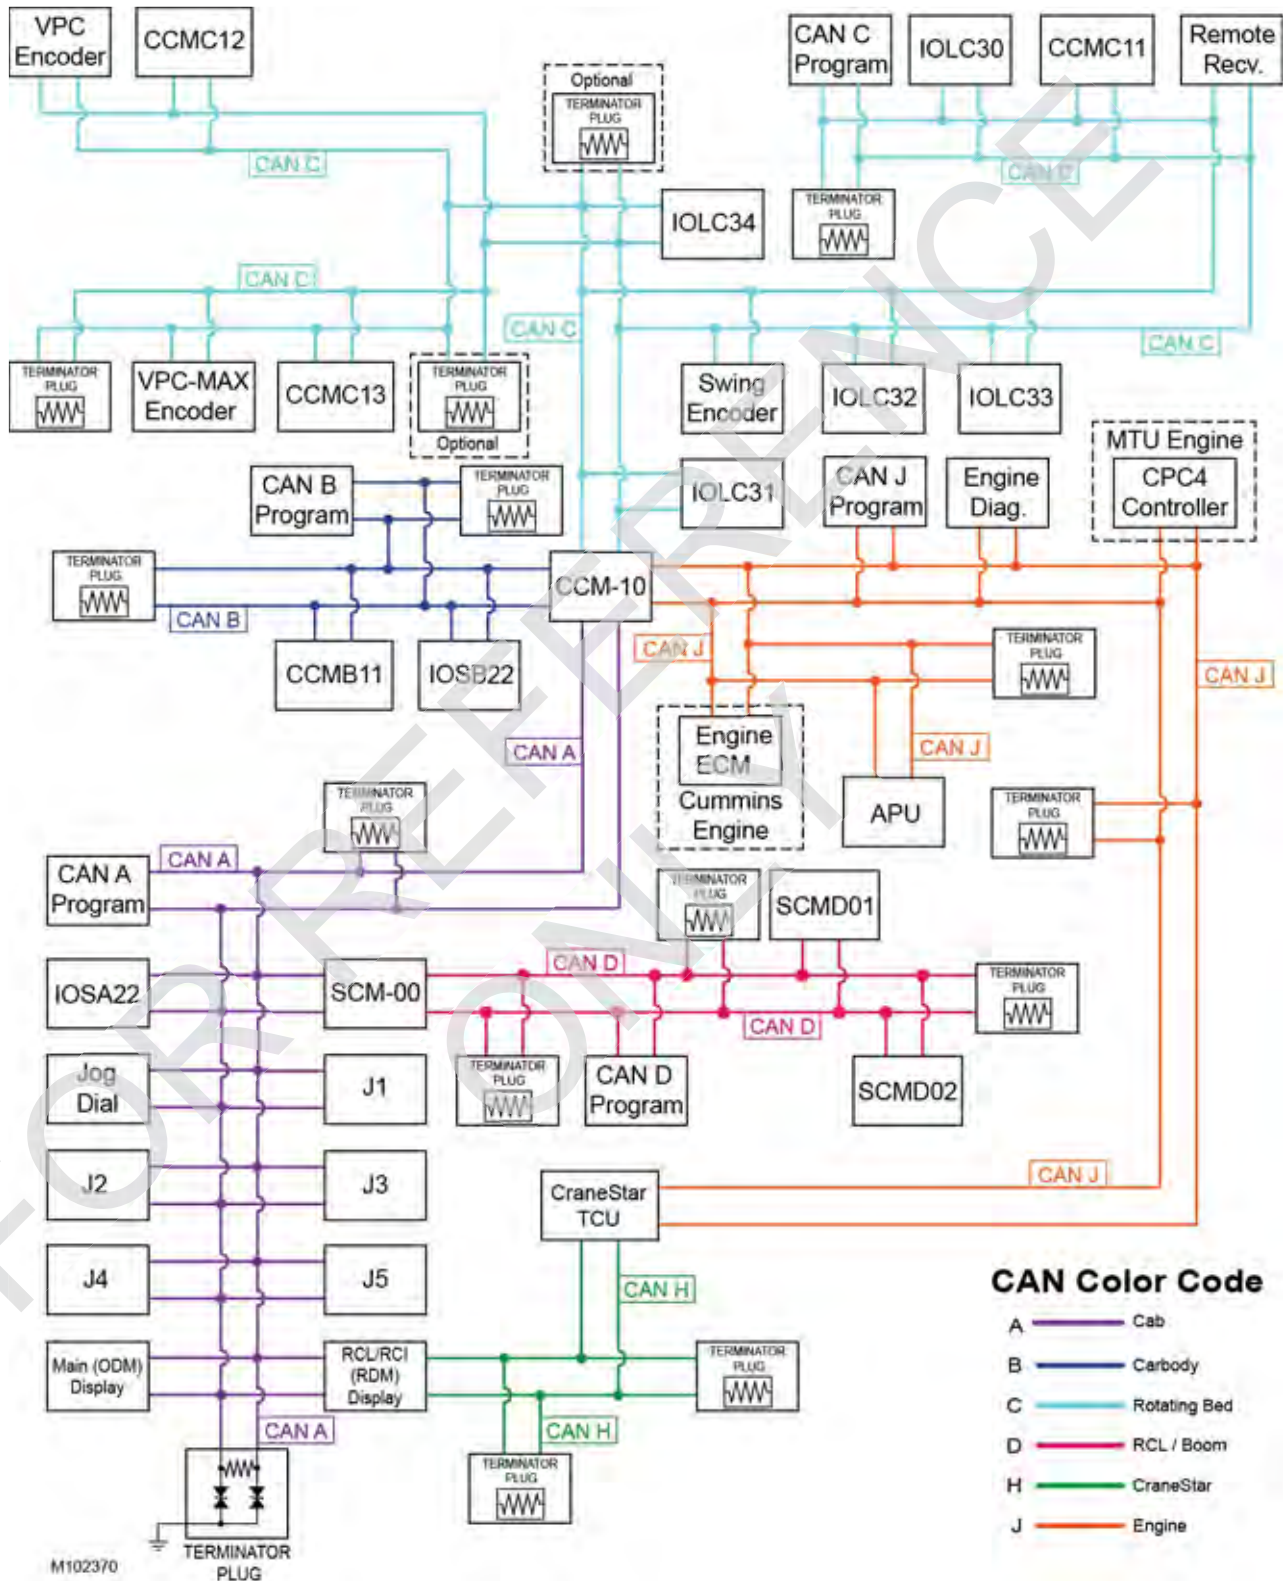 VPC
Encoder
CCMC12
CAN C
Program
IOLC30
CCMC11
Remote
Recv.
Optional
TERMINATOR
PLUG
CAN C
CAN C
TERMINATOR
PLUG
IOLC34
CAN C
CAN C
CAN C
TERMINATOR
PLUG
VPC-MAX
Encoder
CCMC13
TERMINATOR
PLUG
Optional
Swing
Encoder
IOLC32
IOLC33
MTU Engine
CPC4
Controller
CAN B
Program
TERMINATOR
PLUG
IOLC31
CAN J
Program
Engine
Diag.
TERMINATOR
PLUG
CAN B
CCM-10
CCMB11
IOSB22
CAN J
TERMINATOR
PLUG
CAN J
CAN A
Engine
ECM
Cummins
Engine
CAN J
APU
TERMINATOR
PLUG
TERMINATOR
PLUG
CAN A
Program
CAN A
TERMINATOR
PLUG
SCMD01
IOSA22
SCM-00
CAN D
CAN D
TERMINATOR
PLUG
TERMINATOR
PLUG
CAN D
Program
SCMD02
Jog
Dial
J1
J2
J3
CraneStar
TCU
CAN J
J4
J5
CAN H
Main (ODM)
Display
RCL/RCI
(RDM)
Display
TERMINATOR
PLUG
CAN A
CAN H
TERMINATOR
PLUG
TERMINATOR
PLUG
CAN Color Code
A Cab
B Carbody
C Rotating Bed
D RCL / Boom
H CraneStar
J Engine
M102370
FOR REFERENCE
ONLY